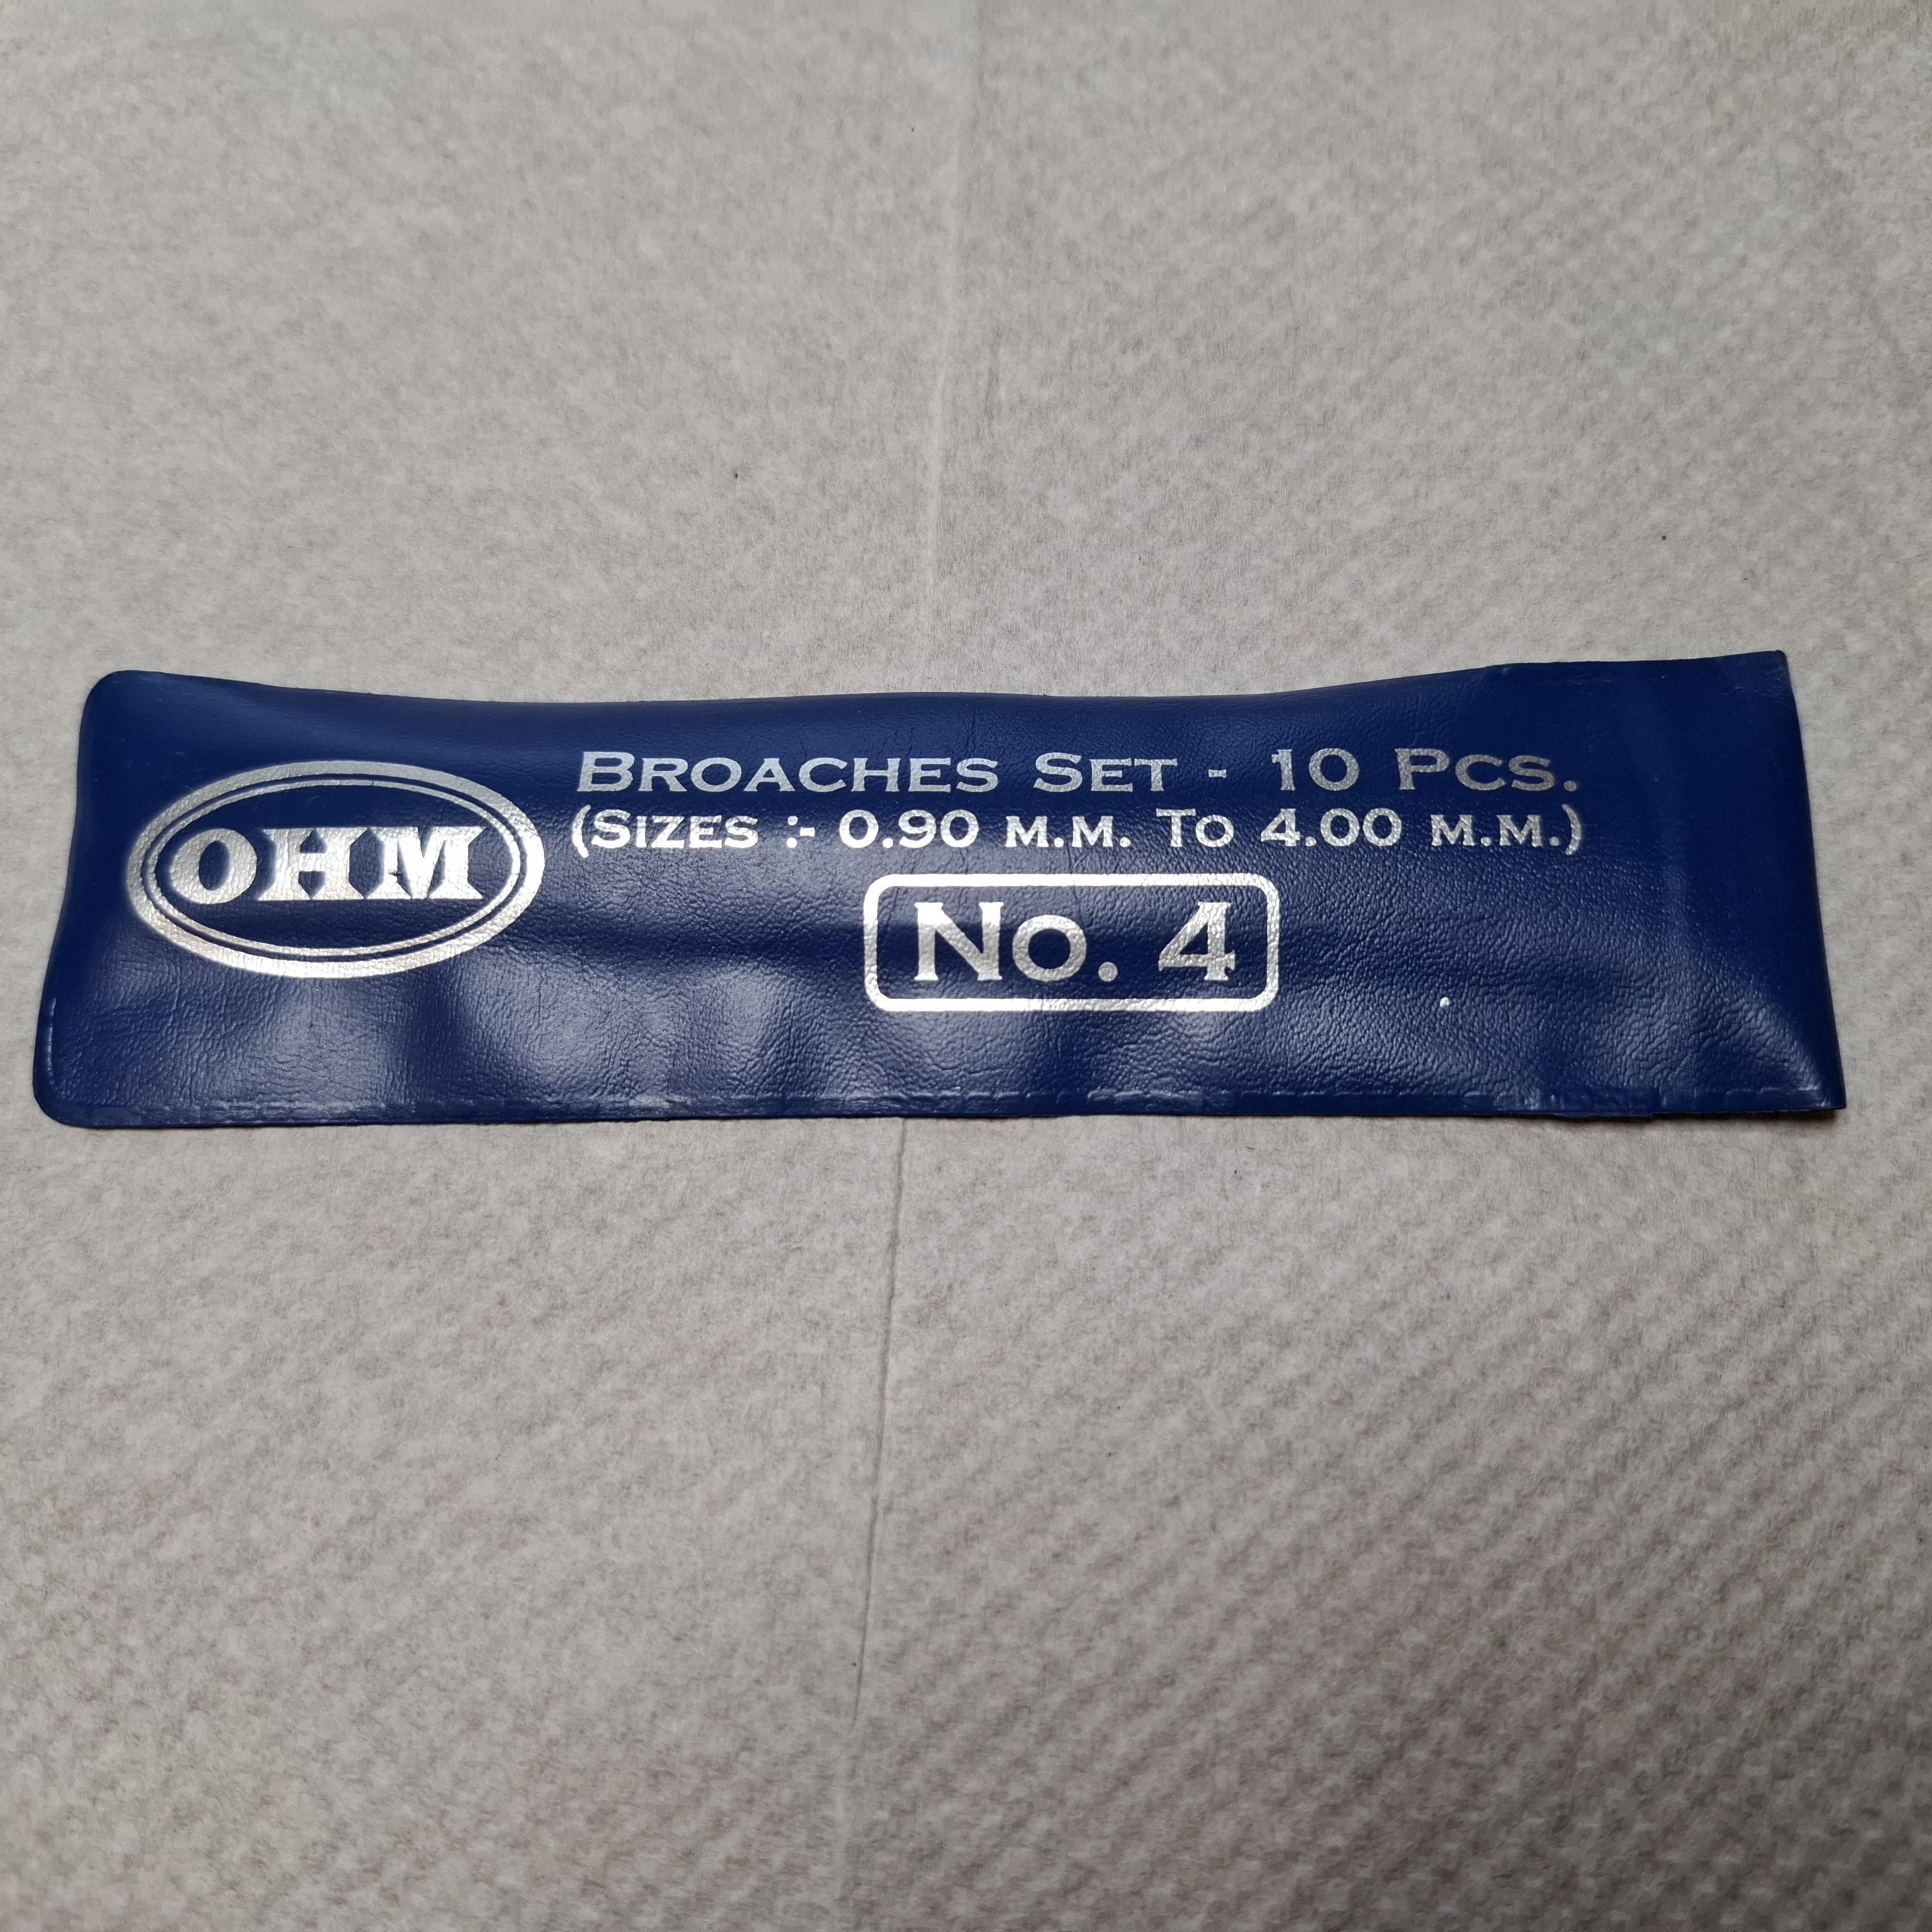 OHM
Broaches Set - 10 Pcs.
(Sizes :- 0.90 m.m. To 4.00 m.m.)
No. 4